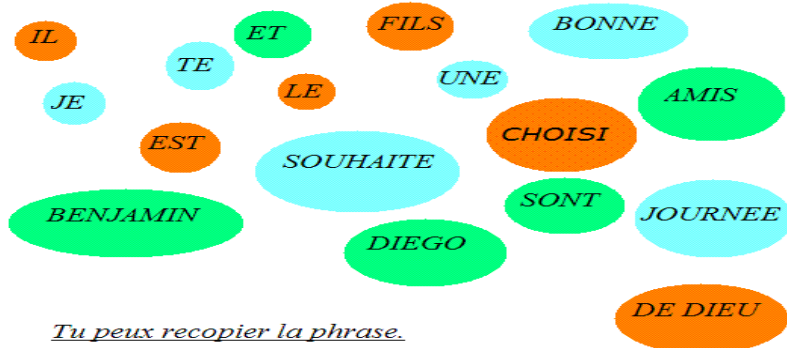 IL
ET
FILS
BONNE
TE
JE
LE
UNE
AMIS
EST
SOUHAITE
CHOISI
BENJAMIN
DIEGO
SONT
JOURNEE
DE DIEU
Tu peux recopier la phrase.